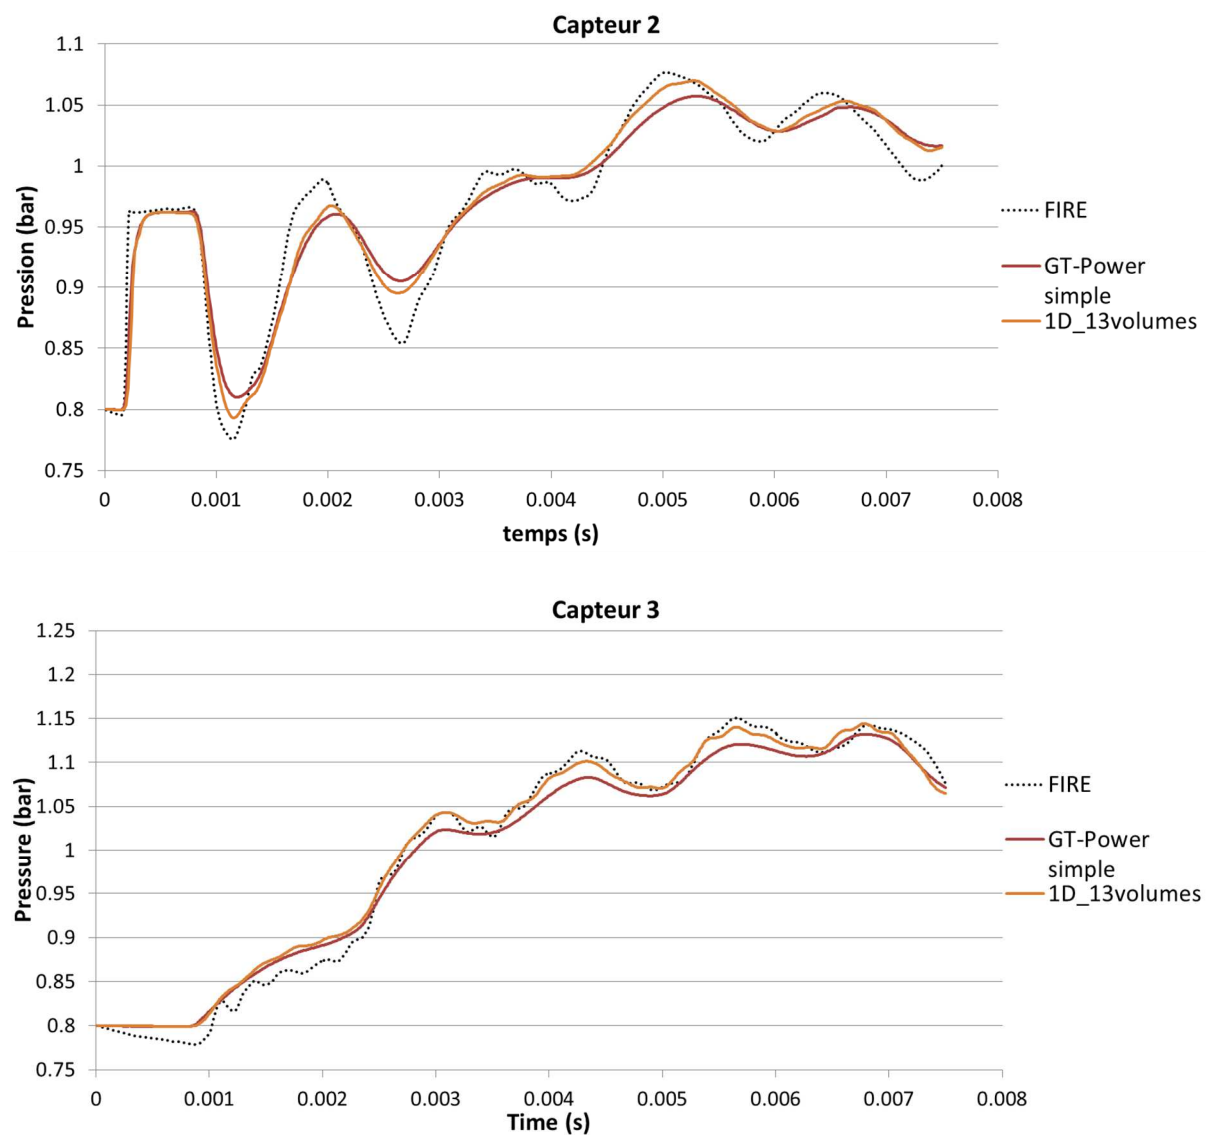 Capteur 2
1.1
1.05
1
0.95
0.9
0.85
0.8
0.75
Pression (bar)
0 0.001 0.002 0.003 0.004 0.005 0.006 0.007 0.008
temps (s)
FIRE
GT-Power
simple
1D_13volumes
Capteur 3
1.25
1.2
1.15
1.1
1.05
1
0.95
0.9
0.85
0.8
0.75
Pressure (bar)
0 0.001 0.002 0.003 0.004 0.005 0.006 0.007 0.008
Time (s)
FIRE
GT-Power
simple
1D_13volumes